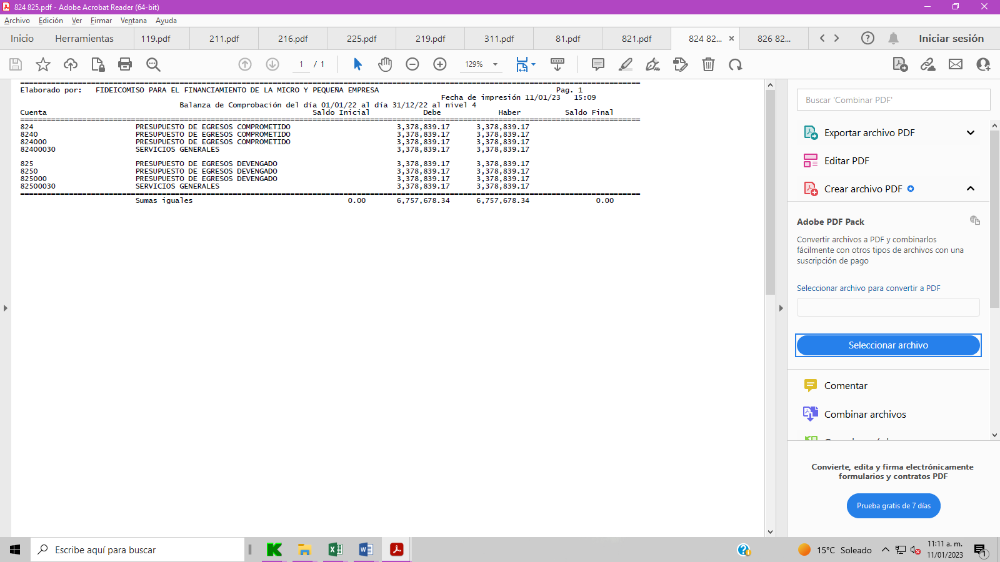 824 825.pdf - Adobe Acrobat Reader (64-bit)
Archivo Edición Ver Firmar Ventana Ayuda
Inicio Herramientas 119.pdf 211.pdf 216.pdf 225.pdf 219.pdf 311.pdf 81.pdf 821.pdf 824 82... × 826 82... Iniciar sesión
1 / 1 129%
Elaborado por: FIDEICOMISO PARA EL FINANCIAMIENTO DE LA MICRO Y PEQUEÑA EMPRESA Pag. 1
Fecha de impresión 11/01/23 15:09
Balanza de Comprobación del día 01/01/22 al día 31/12/22 al nivel 4
Cuenta Saldo Inicial Debe Haber Saldo Final
824 PRESUPUESTO DE EGRESOS COMPROMETIDO 3,378,839.17 3,378,839.17
8240 PRESUPUESTO DE EGRESOS COMPROMETIDO 3,378,839.17 3,378,839.17
824000 PRESUPUESTO DE EGRESOS COMPROMETIDO 3,378,839.17 3,378,839.17
82400030 SERVICIOS GENERALES 3,378,839.17 3,378,839.17
825 PRESUPUESTO DE EGRESOS DEVENGADO 3,378,839.17 3,378,839.17
8250 PRESUPUESTO DE EGRESOS DEVENGADO 3,378,839.17 3,378,839.17
825000 PRESUPUESTO DE EGRESOS DEVENGADO 3,378,839.17 3,378,839.17
82500030 SERVICIOS GENERALES 3,378,839.17 3,378,839.17
Sumas iguales 0.00 6,757,678.34 6,757,678.34 0.00
Buscar 'Combinar PDF'
Exportar archivo PDF
Editar PDF
Crear archivo PDF
Adobe PDF Pack
Convertir archivos a PDF y combinarlos
fácilmente con otros tipos de archivos con una
suscripción de pago
Seleccionar archivo para convertir a PDF
Seleccionar archivo
Comentar
Combinar archivos
Convierte, edita y firma electrónicamente
formularios y contratos PDF
Prueba gratis de 7 días
Escribe aquí para buscar
15°C Soleado
11:11 a. m.
11/01/2023
1